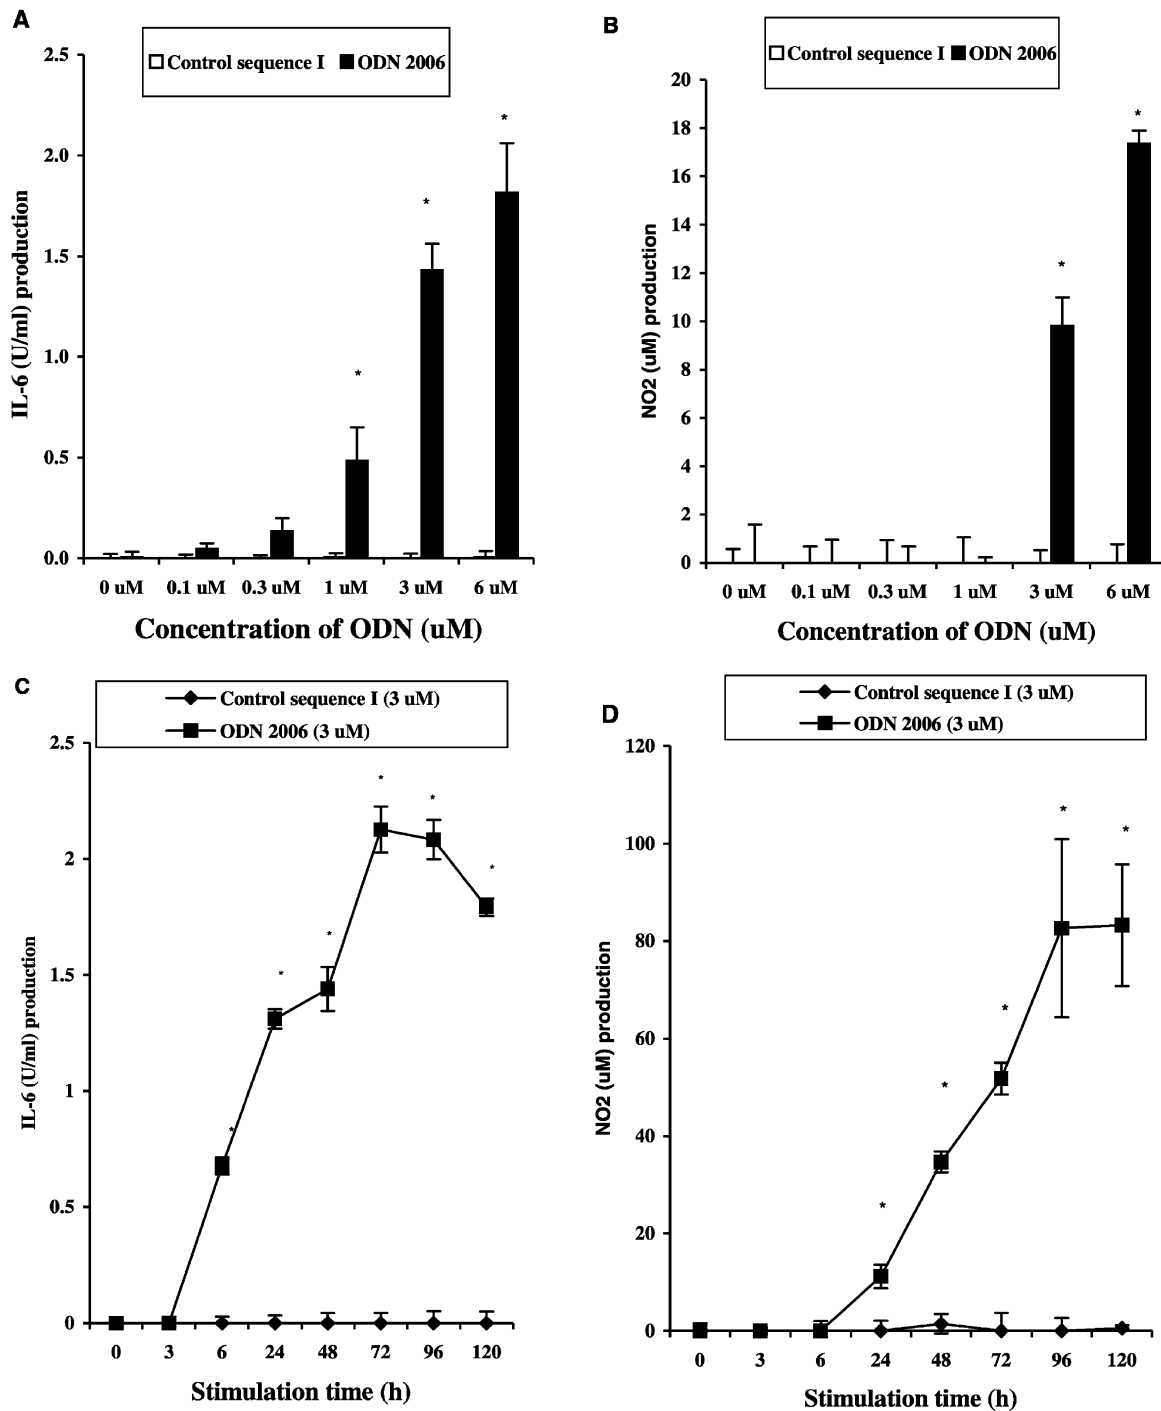 A
Control sequence I ODN 2006
2.5
2.0
1.5
1.0
0.5
0.0
IL-6 (U/ml) production
*
*
*
0 uM 0.1 uM 0.3 uM 1 uM 3 uM 6 uM
Concentration of ODN (uM)
B
Control sequence I ODN 2006
20
18
16
14
12
10
8
6
4
2
0
NO2 (uM) production
*
*
0 uM 0.1 uM 0.3 uM 1 uM 3 uM 6 uM
Concentration of ODN (uM)
C
Control sequence I (3 uM)
ODN 2006 (3 uM)
2.5
2
1.5
1
0.5
0
IL-6 (U/ml) production
*
*
*
*
*
*
0 3 6 24 48 72 96 120
Stimulation time (h)
D
Control sequence I (3 uM)
ODN 2006 (3 uM)
120
100
80
60
40
20
0
NO2 (uM) production
*
*
*
*
*
0 3 6 24 48 72 96 120
Stimulation time (h)